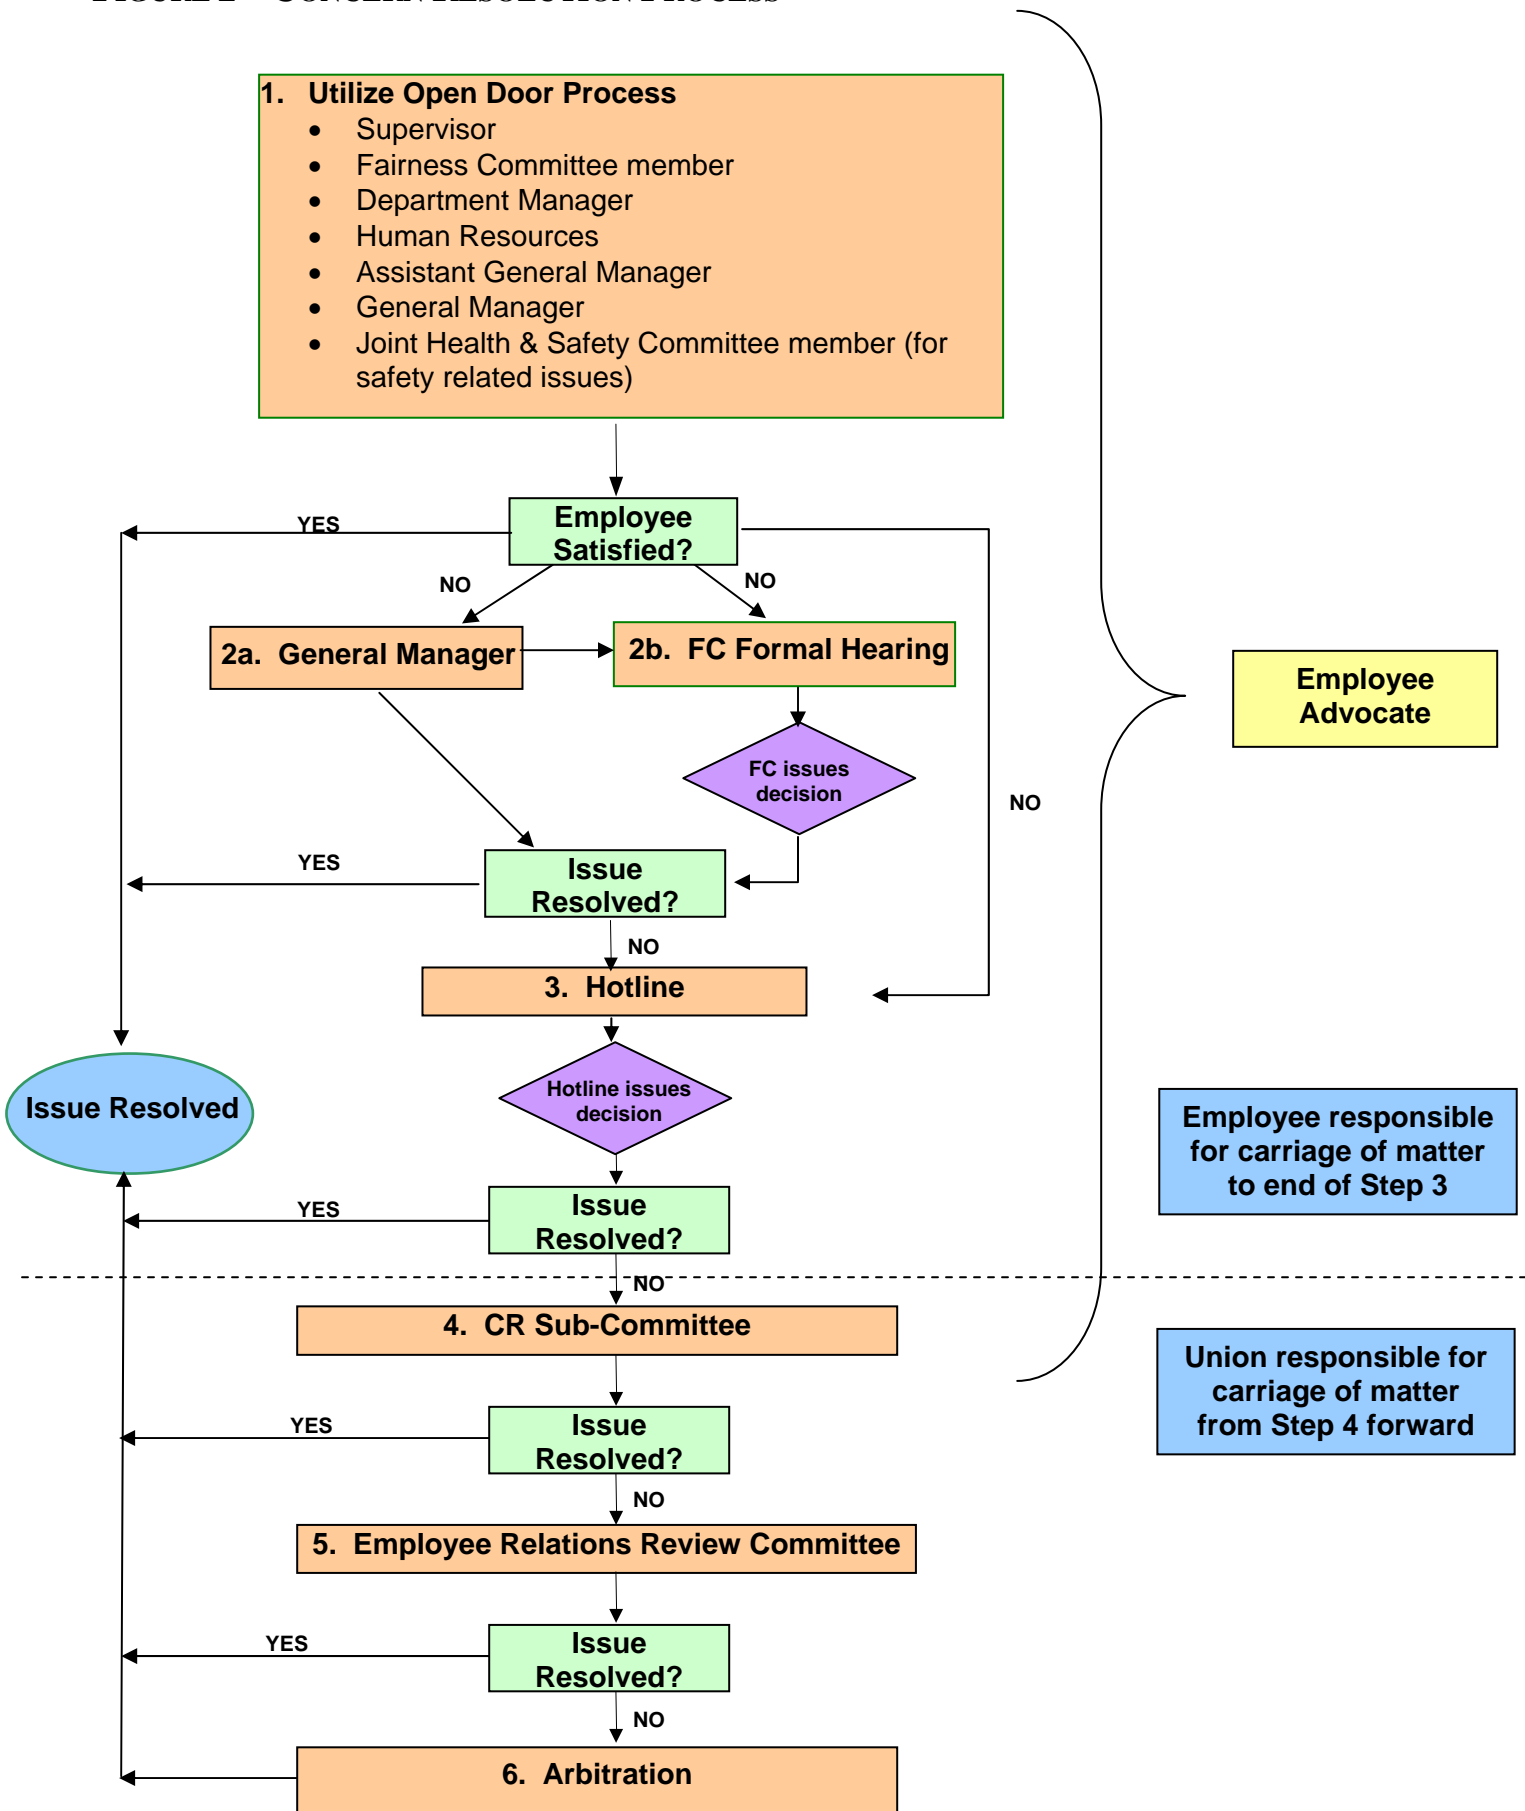 1. Utilize Open Door Process
• Supervisor
• Fairness Committee member
• Department Manager
• Human Resources
• Assistant General Manager
• General Manager
• Joint Health & Safety Committee member (for
safety related issues)
Employee
Satisfied?
YES
NO
NO
2a. General Manager
2b. FC Formal Hearing
Employee
Advocate
FC issues
decision
NO
YES
Issue
Resolved?
NO
3. Hotline
Hotline issues
decision
Issue Resolved
Employee responsible
for carriage of matter
to end of Step 3
YES
Issue
Resolved?
NO
4. CR Sub-Committee
Union responsible for
carriage of matter
from Step 4 forward
YES
Issue
Resolved?
NO
5. Employee Relations Review Committee
YES
Issue
Resolved?
NO
6. Arbitration